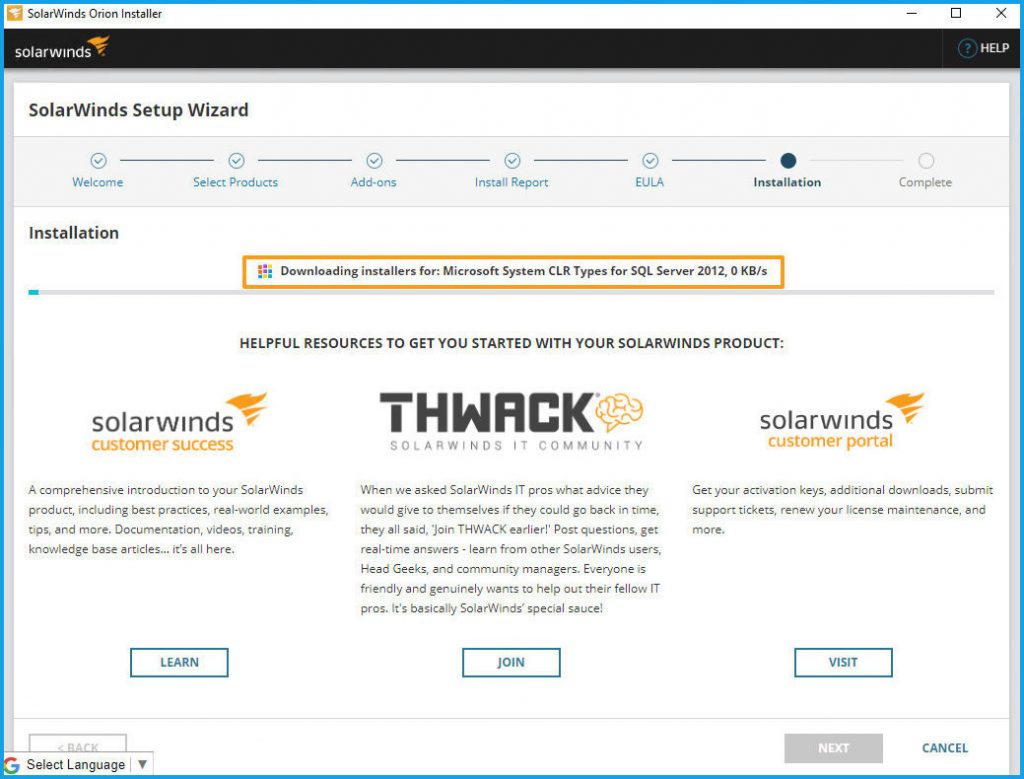 SolarWinds Orion Installer
solarwinds
? HELP
SolarWinds Setup Wizard
Welcome
Select Products
Add-ons
Install Report
EULA
Installation
Complete
Installation
Downloading installers for: Microsoft System CLR Types for SQL Server 2012, 0 KB/s
HELPFUL RESOURCES TO GET YOU STARTED WITH YOUR SOLARWINDS PRODUCT:
solarwinds
customer success
A comprehensive introduction to your SolarWinds
product, including best practices, real-world examples,
tips, and more. Documentation, videos, training,
knowledge base articles... it's all here.
LEARN
THWACK
SOLARWINDS IT COMMUNITY
When we asked SolarWinds IT pros what advice they
would give to themselves if they could go back in time,
they all said, 'Join THWACK earlier!' Post questions, get
real-time answers - learn from other SolarWinds users,
Head Geeks, and community managers. Everyone is
friendly and genuinely wants to help out their fellow IT
pros. It's basically SolarWinds' special sauce!
JOIN
solarwinds
customer portal
Get your activation keys, additional downloads, submit
support tickets, renew your license maintenance, and
more.
VISIT
< BACK
NEXT
CANCEL
Select Language ▼